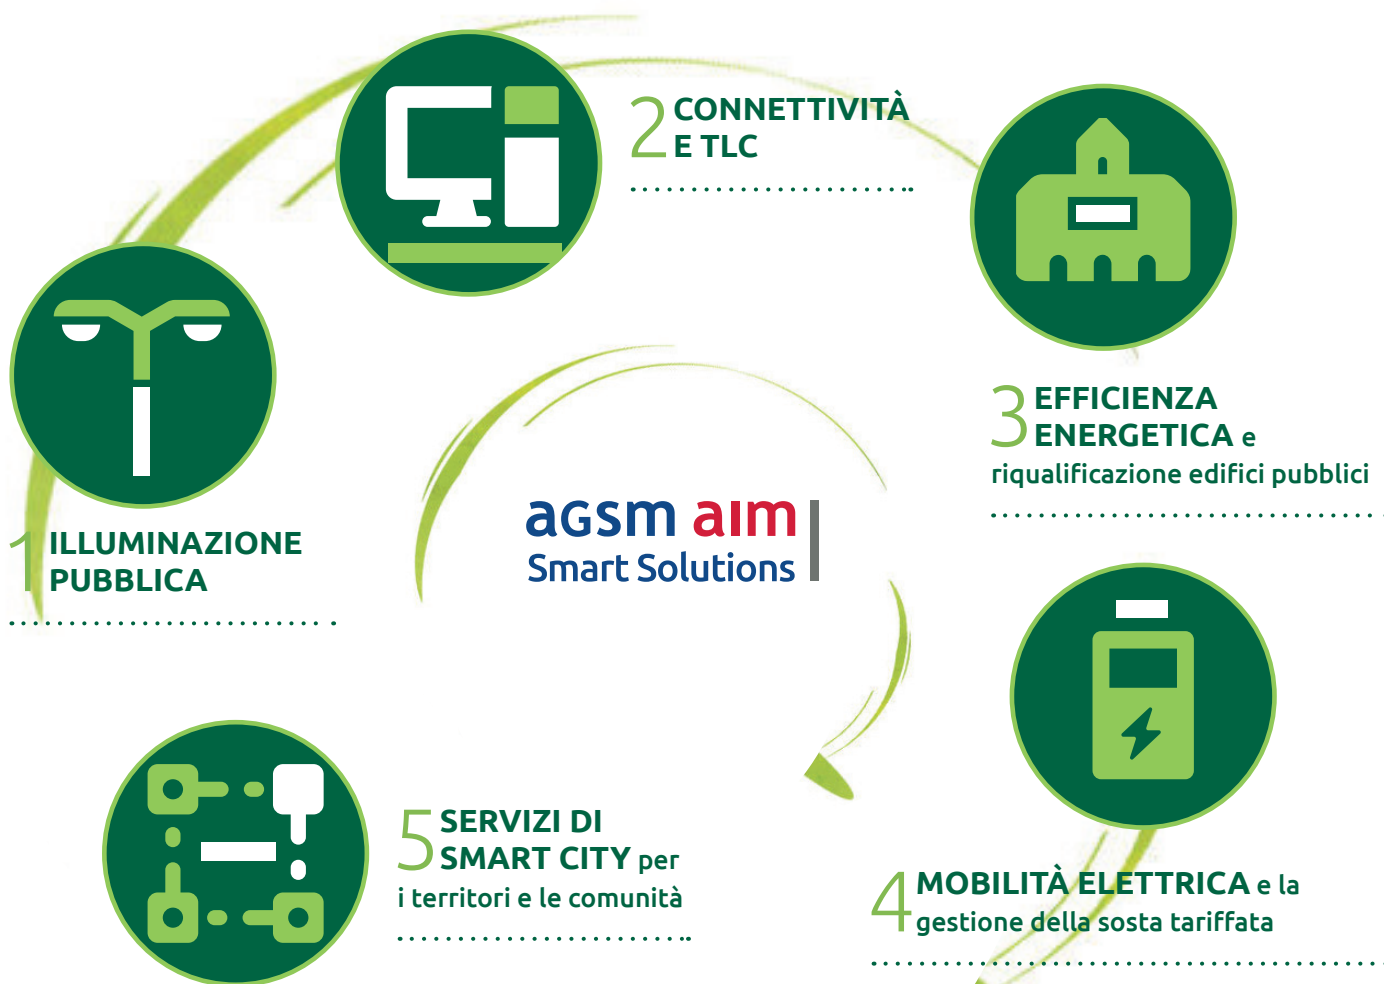 1 ILLUMINAZIONE
PUBBLICA
2 CONNETTIVITÀ
E TLC
3 EFFICIENZA
ENERGETICA e
riqualificazione edifici pubblici
4 MOBILITÀ ELETTRICA e la
gestione della sosta tariffata
5 SERVIZI DI
SMART CITY per
i territori e le comunità
aGsm aim
Smart Solutions